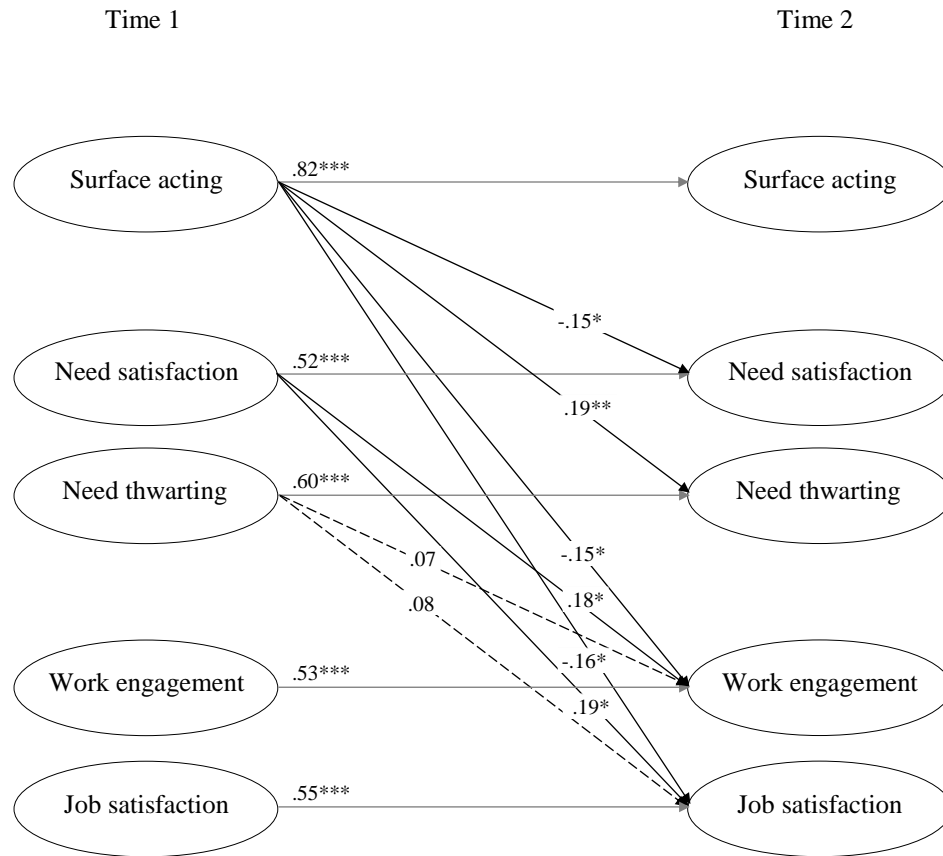 Time 1
Time 2
Surface acting
.82***
Surface acting
-.15*
Need satisfaction
.52***
Need satisfaction
.19**
Need thwarting
.60***
Need thwarting
.07
-.15*
.08
.18*
-.16*
Work engagement
.53***
Work engagement
.19*
Job satisfaction
.55***
Job satisfaction